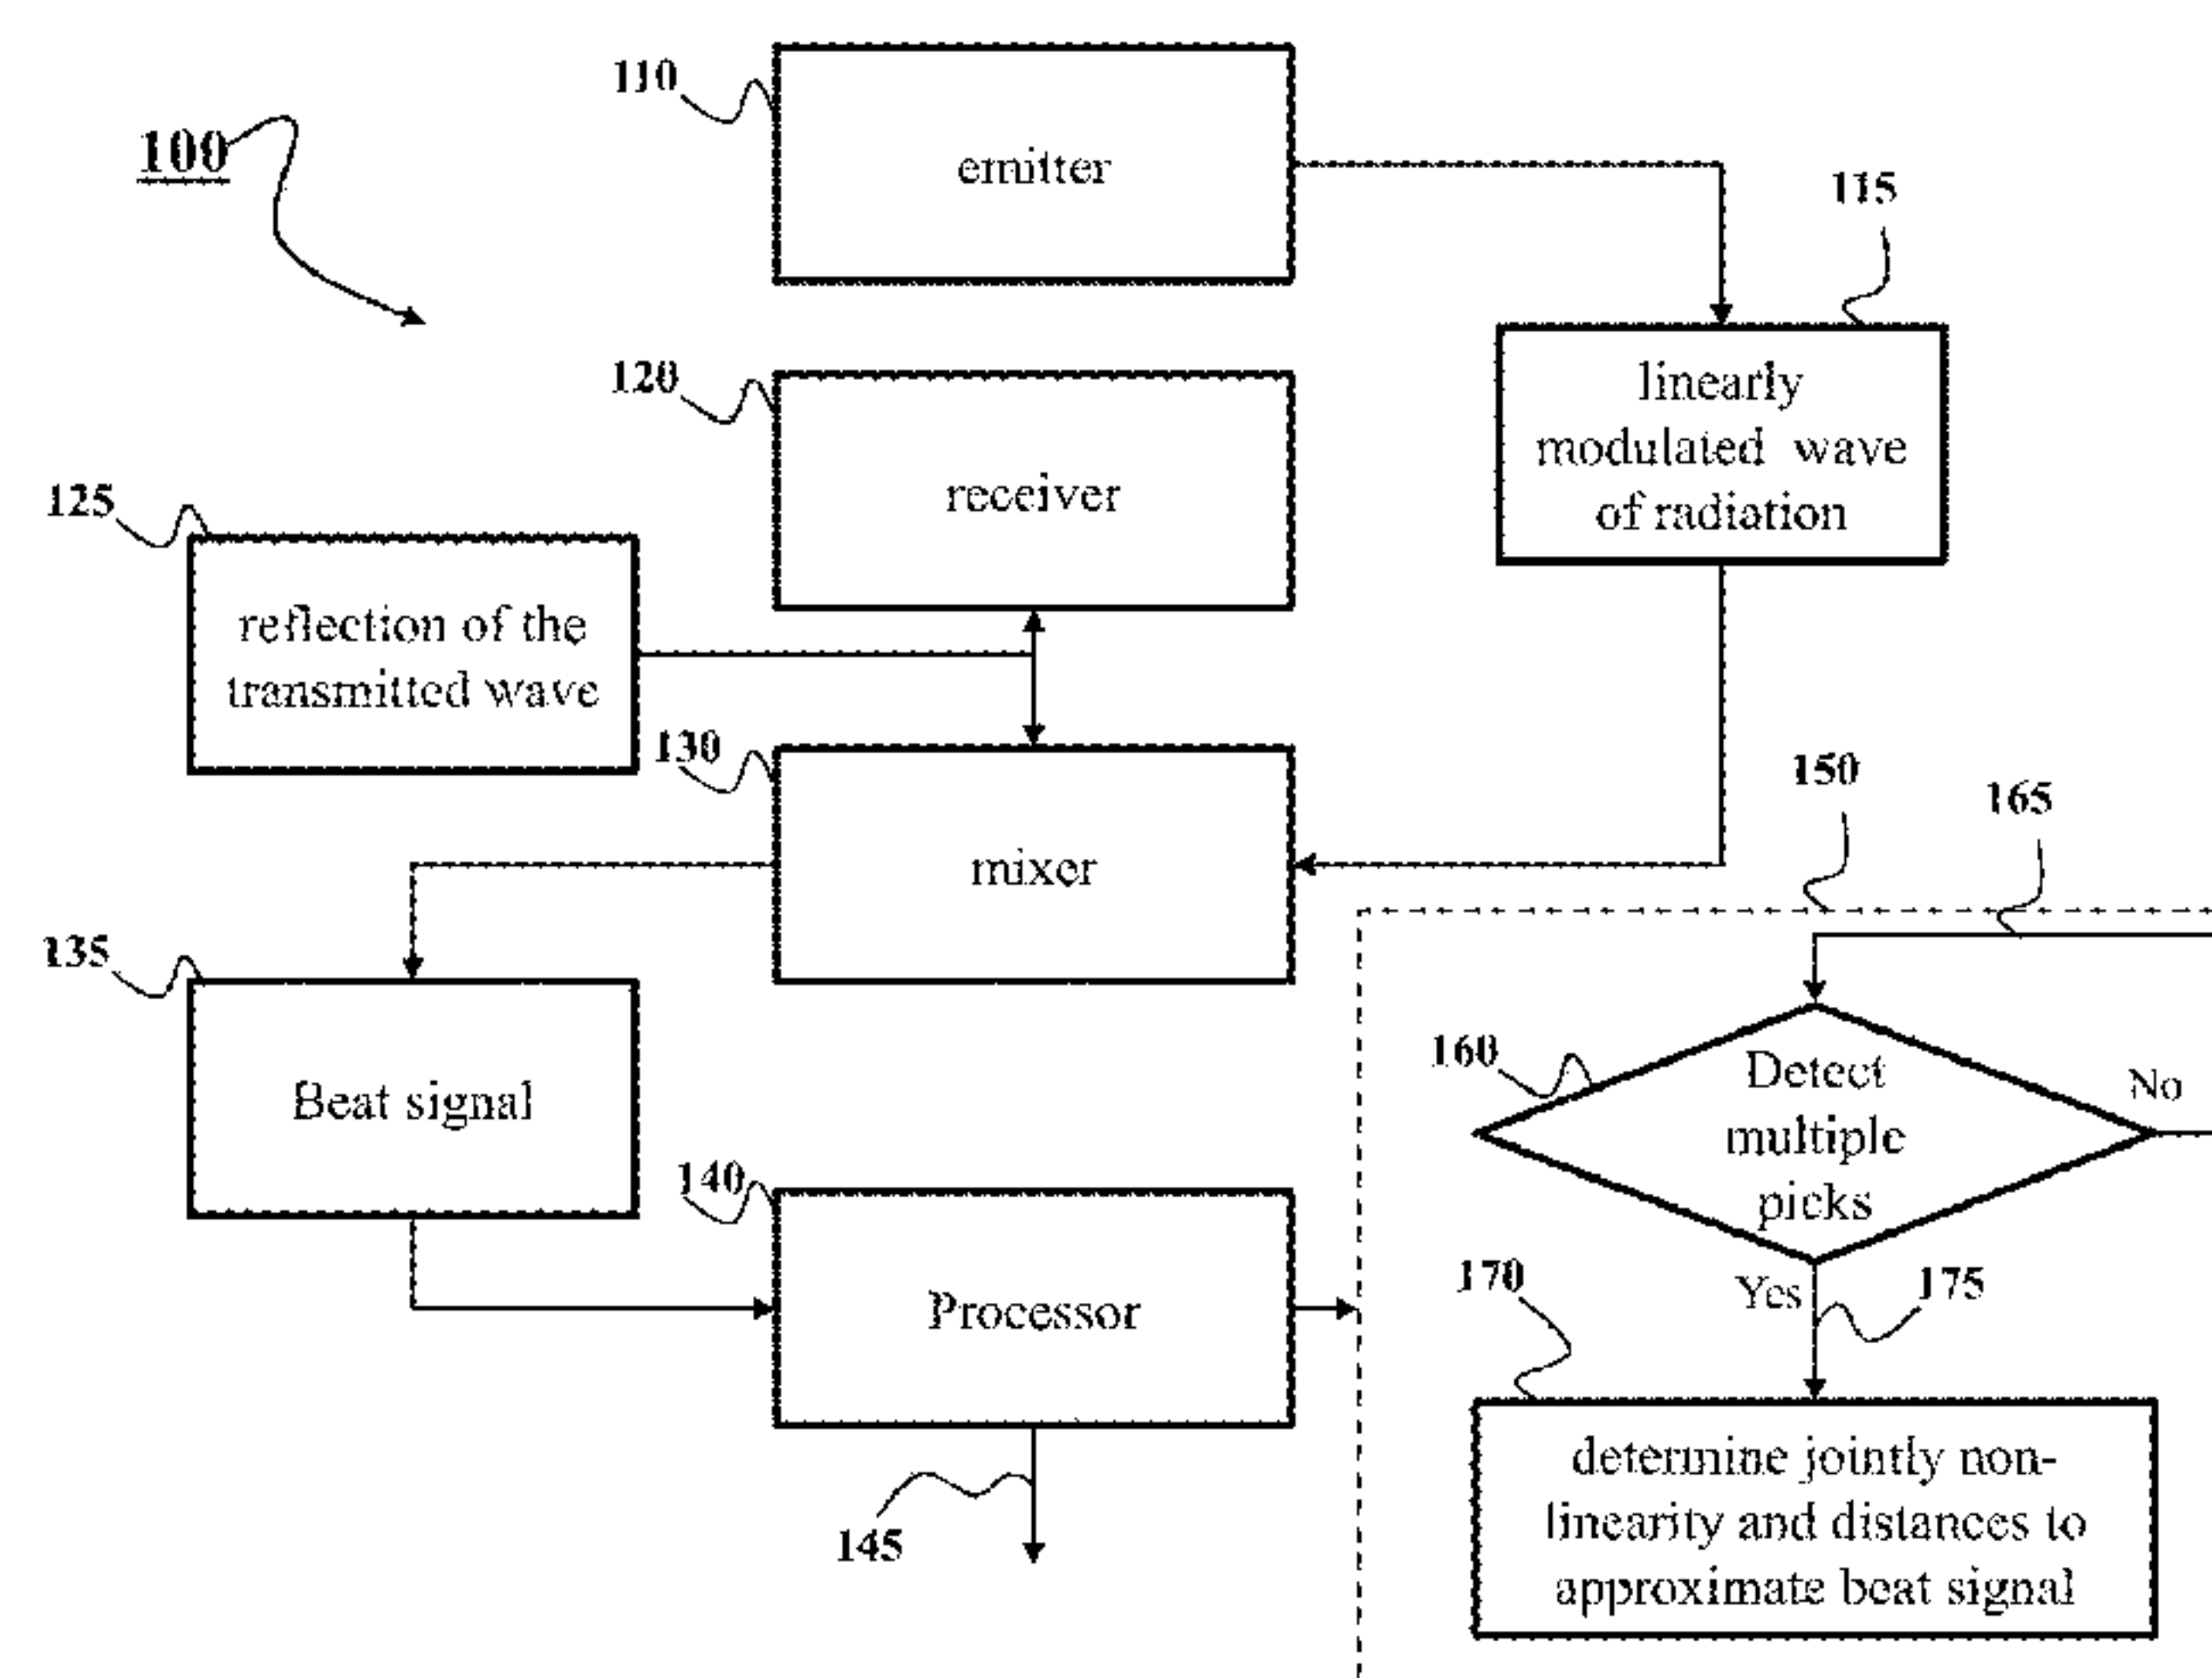 110
100
emitter
115
120
linearly
modulated wave
of radiation
receiver
125
reflection of the
transmitted wave
130
150
165
mixer
135
160
Detect
multiple
picks
No
Beat signal
140
170
Yes
175
Processor
determine jointly non-
linearity and distances to
approximate beat signal
145